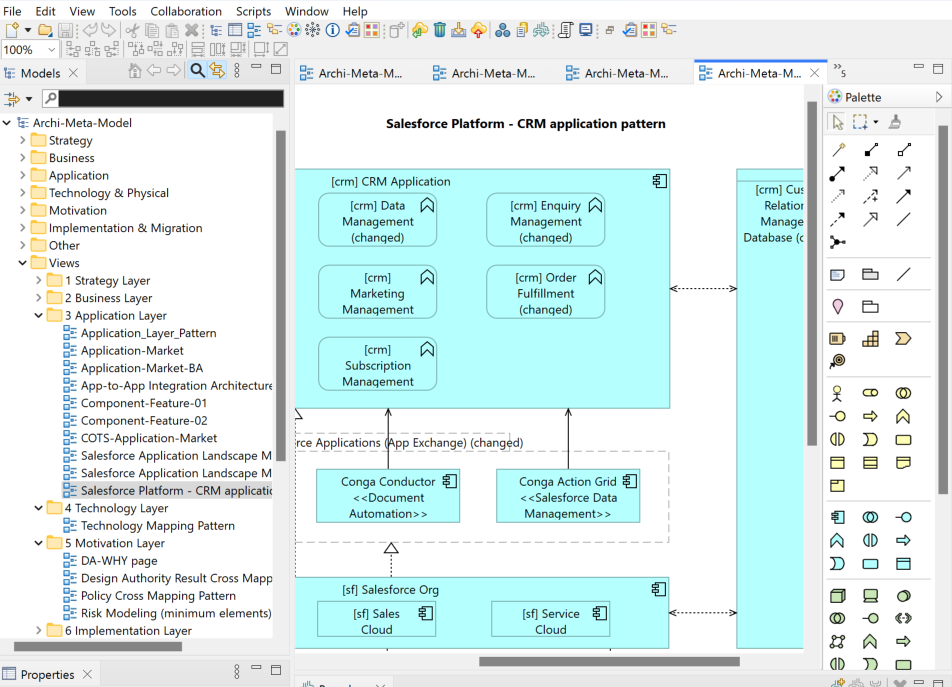 File Edit View Tools Collaboration Scripts Window Help
100%
Models
Archi-Meta-M...
Archi-Meta-M...
Archi-Meta-M...
Archi-Meta-M...
5
Palette
Archi-Meta-Model
Strategy
Business
Application
Technology & Physical
Motivation
Implementation & Migration
Other
Views
1 Strategy Layer
2 Business Layer
3 Application Layer
Application_Layer_Pattern
Application-Market
Application-Market-BA
App-to-App Integration Architecture
Component-Feature-01
Component-Feature-02
COTS-Application-Market
Salesforce Application Landscape M
Salesforce Application Landscape M
Salesforce Platform - CRM applicatio
4 Technology Layer
Technology Mapping Pattern
5 Motivation Layer
DA-WHY page
Design Authority Result Cross Mapp
Policy Cross Mapping Pattern
Risk Modeling (minimum elements)
6 Implementation Layer
Properties
Salesforce Platform - CRM application pattern
[crm] CRM Application
[crm] Data
Management
(changed)
[crm] Enquiry
Management
(changed)
[crm]
Marketing
Management
[crm] Order
Fulfillment
(changed)
[crm]
Subscription
Management
[crm] Cus
Relation
Manage
Database (c
rce Applications (App Exchange) (changed)
Conga Conductor
<<Document
Automation>>
Conga Action Grid
<<Salesforce Data
Management>>
[sf] Salesforce Org
[sf] Sales
Cloud
[sf] Service
Cloud